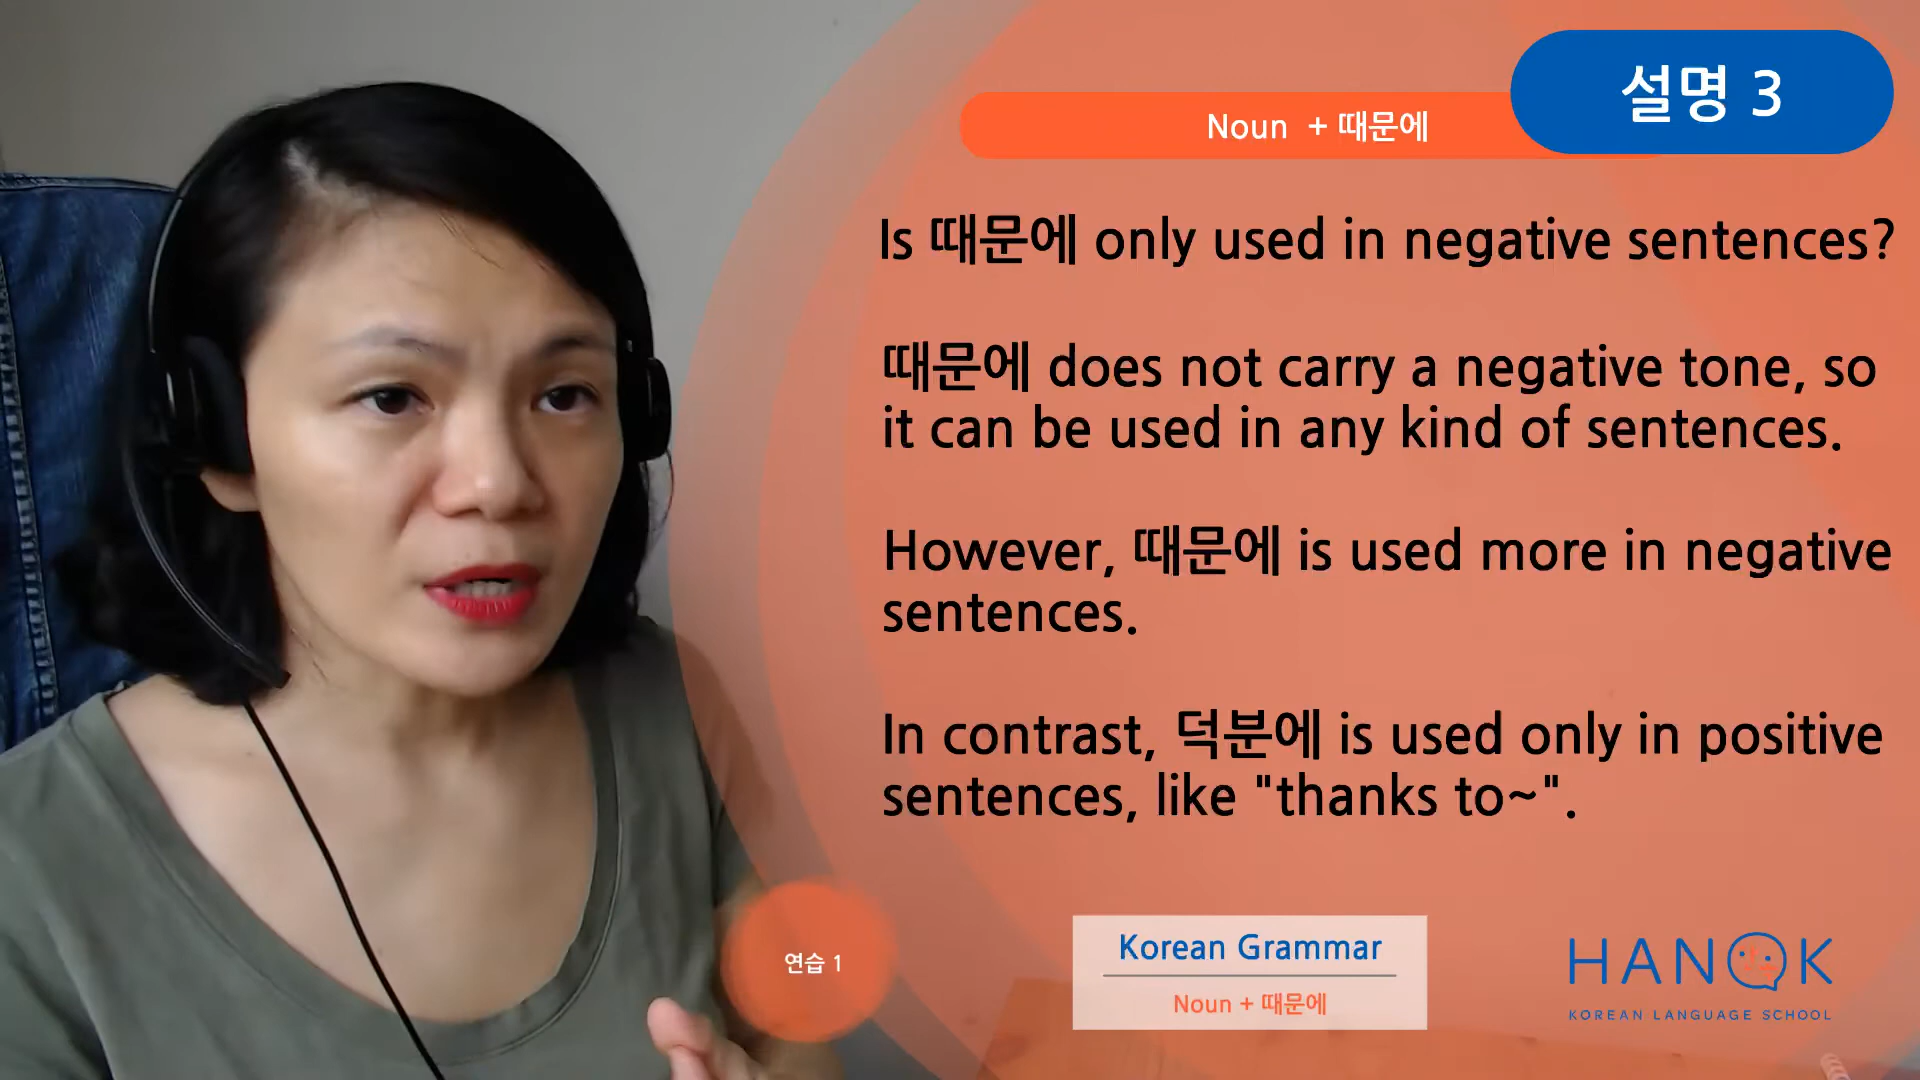 설명 3
Noun + 때문에
Is 때문에 only used in negative sentences?
때문에 does not carry a negative tone, so
it can be used in any kind of sentences.
However, 때문에 is used more in negative
sentences.
In contrast, 덕분에 is used only in positive
sentences, like "thanks to~".
연습 1
Korean Grammar
Noun + 때문에
HANOK
KOREAN LANGUAGE SCHOOL